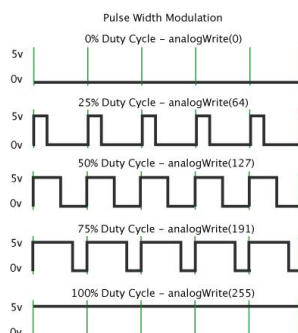 Pulse Width Modulation
0% Duty Cycle - analogWrite(0)
5v
0v
25% Duty Cycle - analogWrite(64)
5v
0v
50% Duty Cycle - analogWrite(127)
5v
0v
75% Duty Cycle - analogWrite(191)
5v
0v
100% Duty Cycle - analogWrite(255)
5v
0v